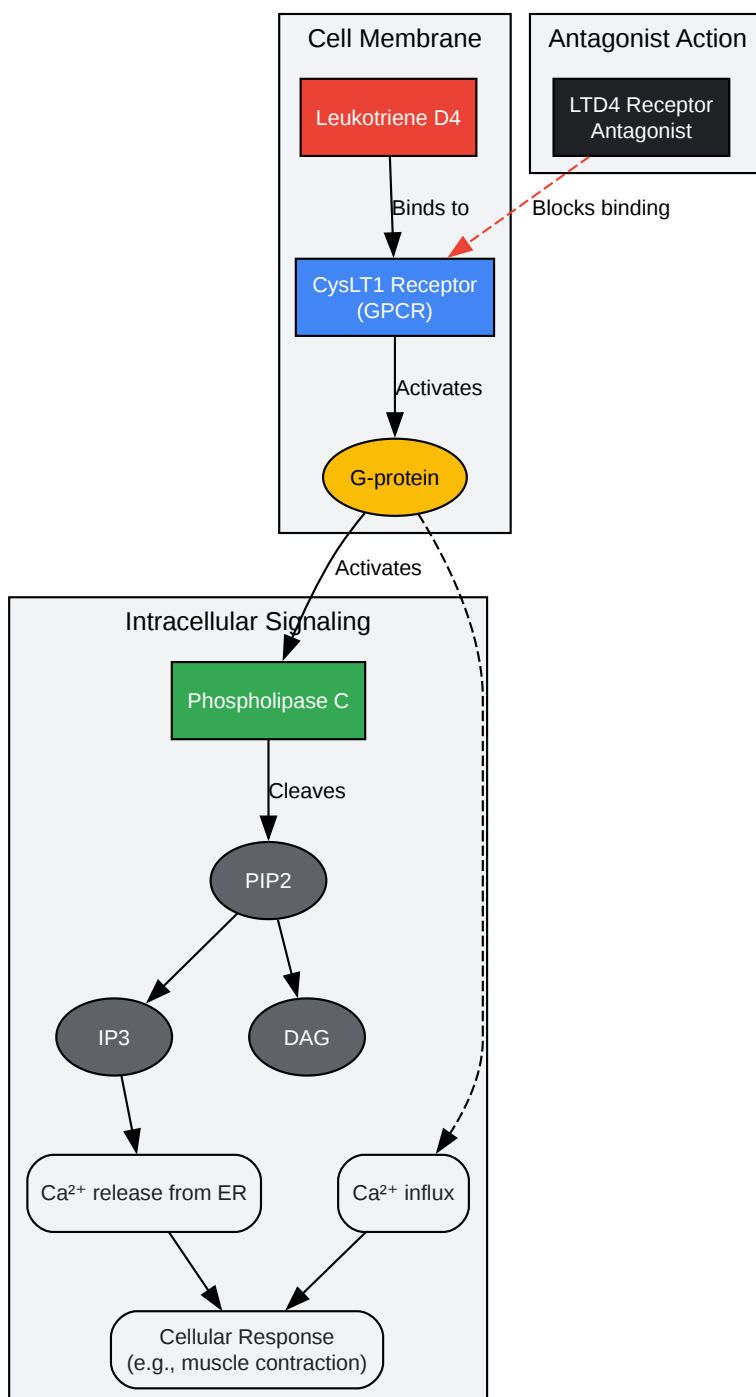 Cell Membrane
Antagonist Action
Leukotriene D4
LTD4 Receptor
Antagonist
Binds to
Blocks binding
CysLT1 Receptor
(GPCR)
Activates
G-protein
Activates
Intracellular Signaling
Phospholipase C
Cleaves
PIP2
IP3
DAG
Ca²⁺ release from ER
Ca²⁺ influx
Cellular Response
(e.g., muscle contraction)